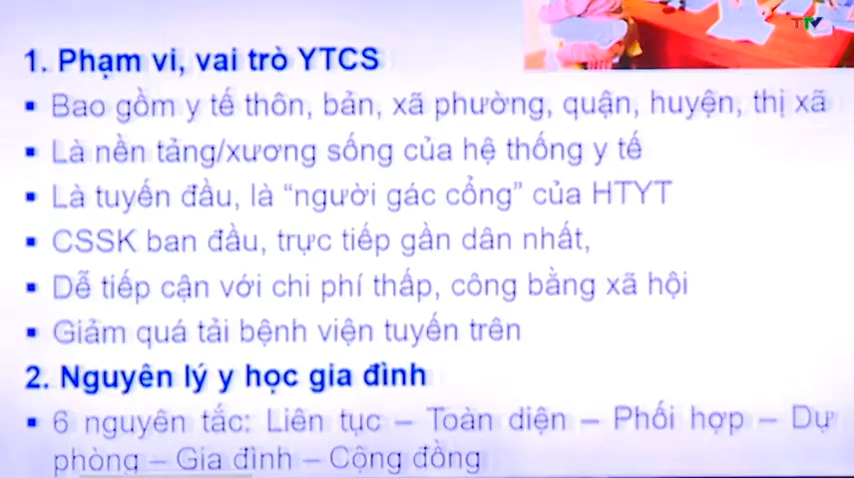 TTV
1. Phạm vi, vai trò YTCS
▪ Bao gồm y tế thôn, bản, xã phường, quận, huyện, thị xã
▪ Là nền tảng/xương sống của hệ thống y tế
▪ Là tuyến đầu, là “người gác cổng” của HTYT
▪ CSSK ban đầu, trực tiếp gần dân nhất,
▪ Dễ tiếp cận với chi phí thấp, công bằng xã hội
▪ Giảm quá tải bệnh viện tuyến trên
2. Nguyên lý y học gia đình
▪ 6 nguyên tắc: Liên tục – Toàn diện – Phối hợp – Dự
phòng – Gia đình – Cộng đồng